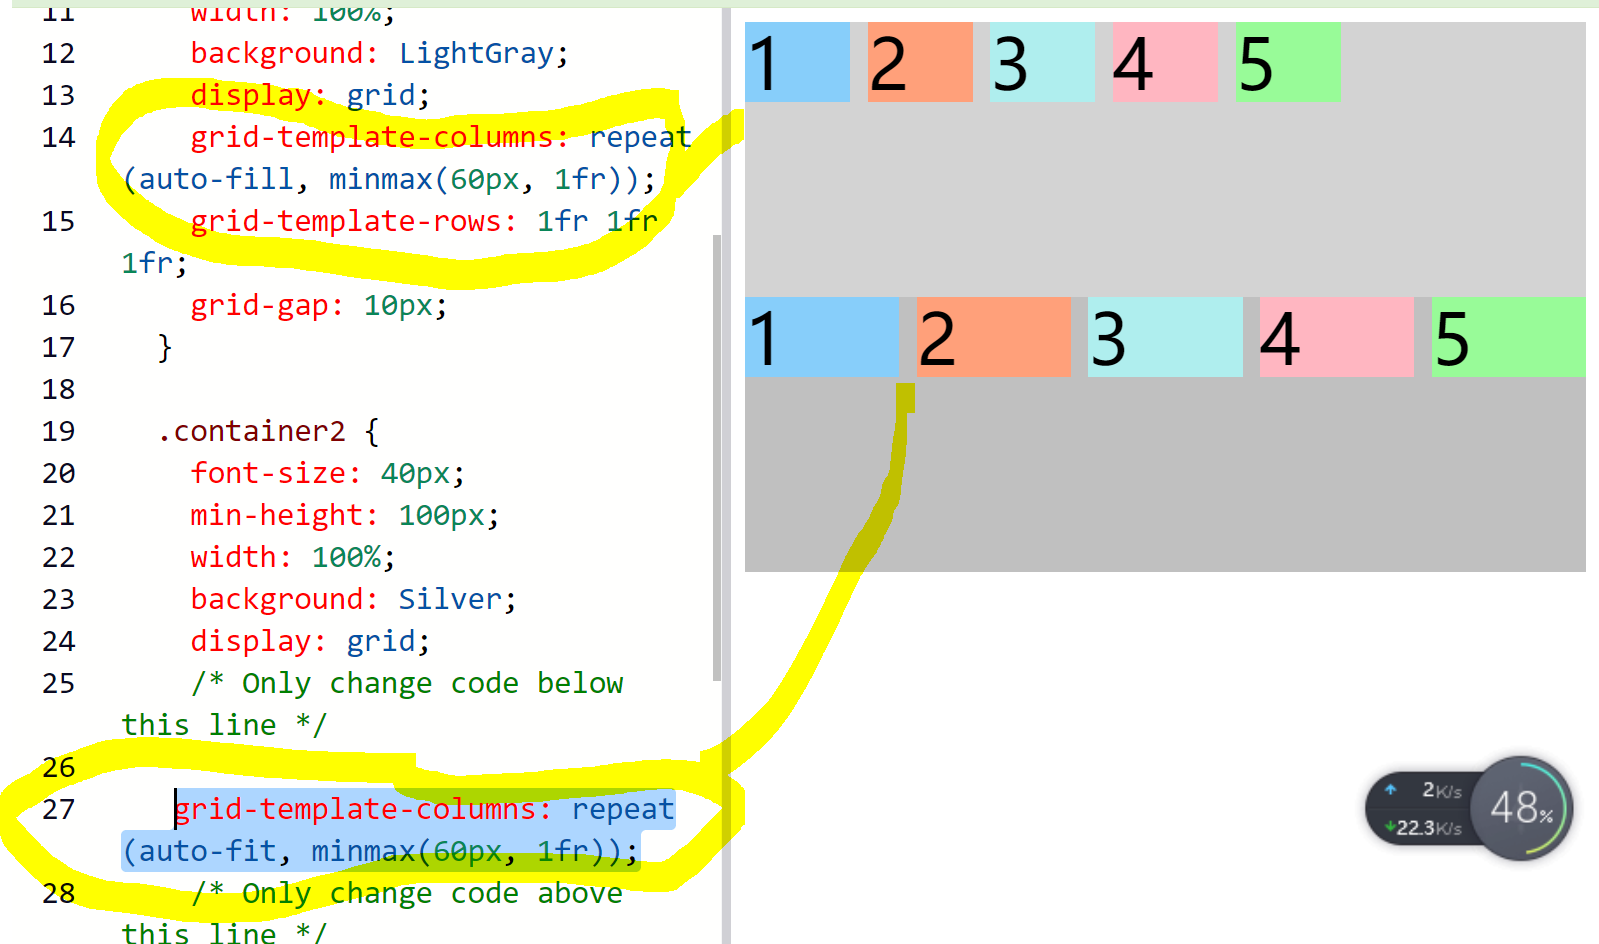 11 width: 100%;
12 background: LightGray;
13 display: grid;
14 grid-template-columns: repeat
(auto-fill, minmax(60px, 1fr));
15 grid-template-rows: 1fr 1fr
1fr;
16 grid-gap: 10px;
17 }
18
19 .container2 {
20 font-size: 40px;
21 min-height: 100px;
22 width: 100%;
23 background: Silver;
24 display: grid;
25 /* Only change code below
this line */
26
27 grid-template-columns: repeat
(auto-fit, minmax(60px, 1fr));
28 /* Only change code above
this line */
1 2 3 4 5
1 2 3 4 5
2K/s
22.3K/s
48%